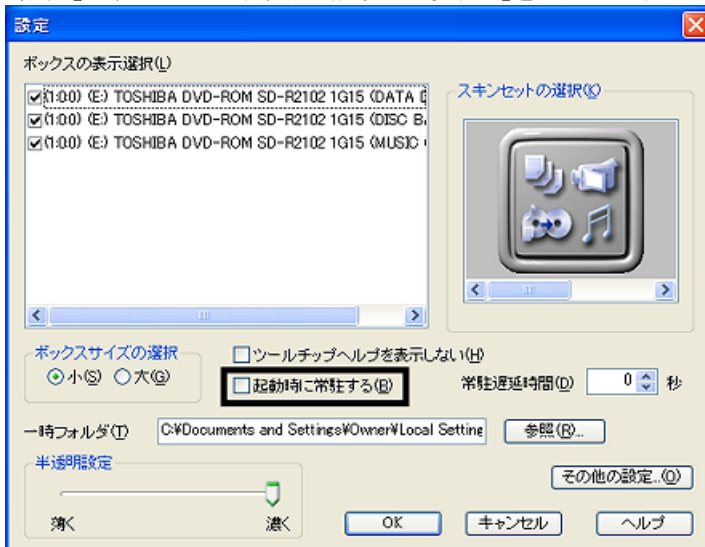 設定
ボックスの表示選択(L)
(1:0:0) (E:) TOSHIBA DVD-ROM SD-R2102 1G15 (DATA
(1:0:0) (E:) TOSHIBA DVD-ROM SD-R2102 1G15 (DISC
(1:0:0) (E:) TOSHIBA DVD-ROM SD-R2102 1G15 (MUSIC
スキンセットの選択(K)
ボックスサイズの選択
小(S) 大(G)
ツールチップヘルプを表示しない(H)
起動時に常駐する(B)
常駐遅延時間(D) 0 秒
一時フォルダ(T) C:¥Documents and Settings¥Owner¥Local Setting 参照(R)...
半透明設定
薄く 濃く
その他の設定...(O)
OK キャンセル ヘルプ